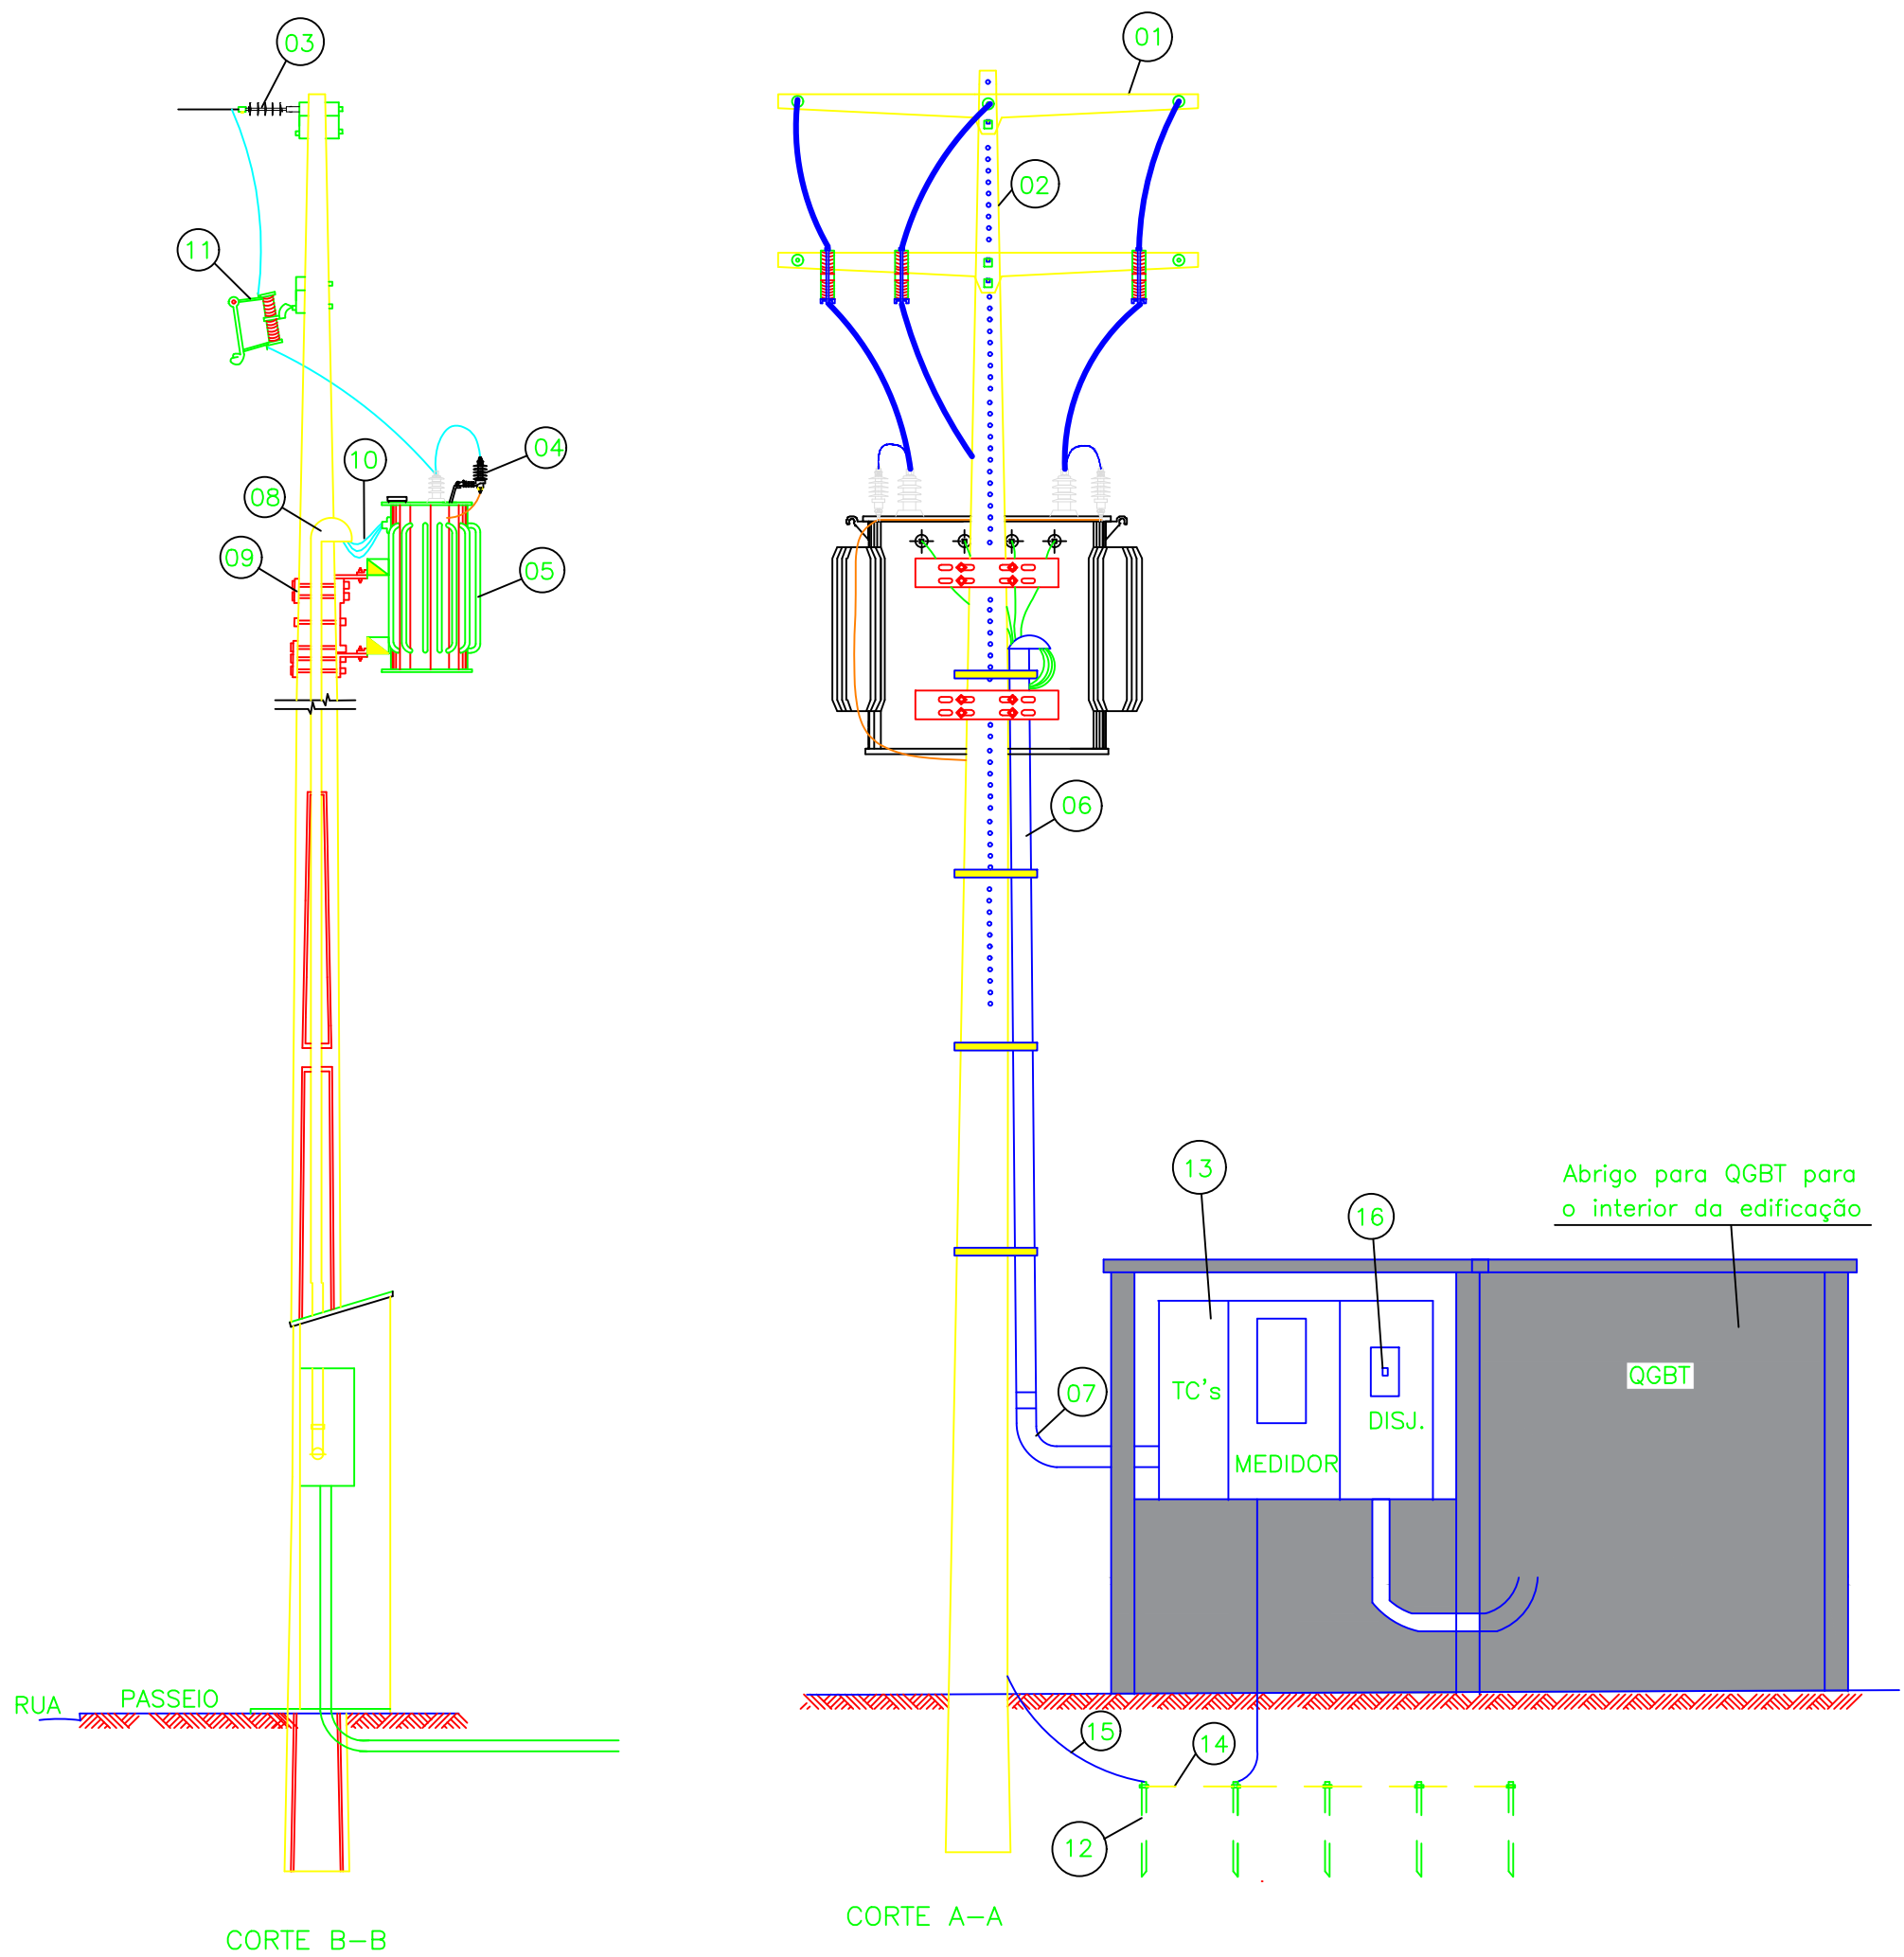 03
01
02
11
04
10
08
09
05
06
13
16
Abrigo para QGBT para
o interior da edificação
QGBT
07
TC's
DISJ.
MEDIDOR
RUA
PASSEIO
15
14
12
CORTE A-A
CORTE B-B